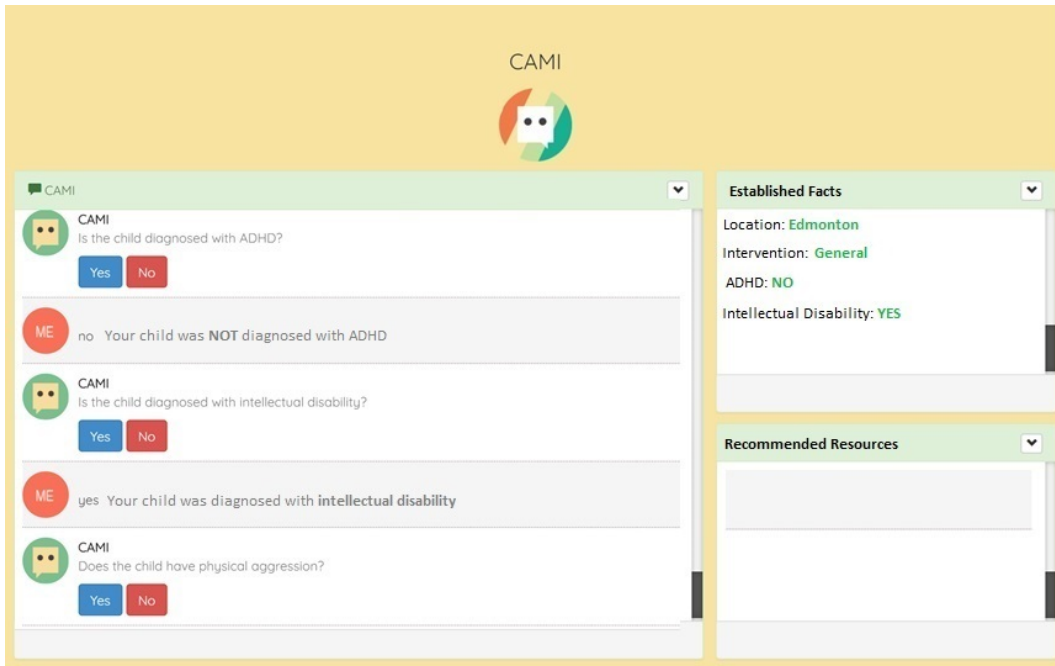 CAMI
CAMI
CAMI
Is the child diagnosed with ADHD?
Yes No
ME
no Your child was NOT diagnosed with ADHD
CAMI
Is the child diagnosed with intellectual disability?
Yes No
ME
yes Your child was diagnosed with intellectual disability
CAMI
Does the child have physical aggression?
Yes No
Established Facts
Location: Edmonton
Intervention: General
ADHD: NO
Intellectual Disability: YES
Recommended Resources